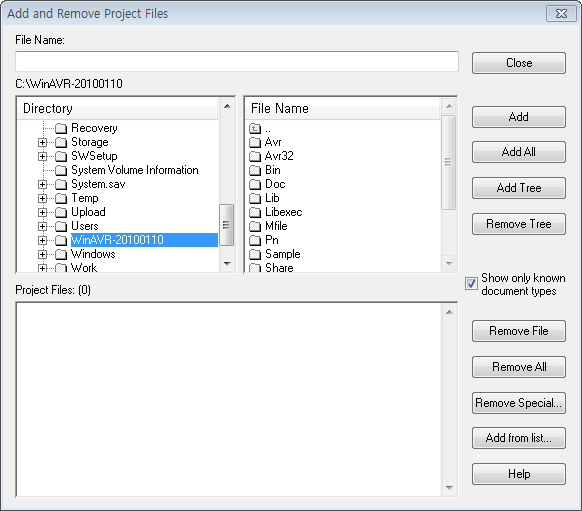 Add and Remove Project Files
File Name:
Close
C:\WinAVR-20100110
Directory
Recovery
Storage
SWSetup
System Volume Information
System.sav
Temp
Upload
Users
WinAVR-20100110
Windows
Work
File Name
..
Avr
Avr32
Bin
Doc
Lib
Libexec
Mfile
Pn
Sample
Share
Add
Add All
Add Tree
Remove Tree
Show only known
document types
Project Files: (0)
Remove File
Remove All
Remove Special...
Add from list...
Help